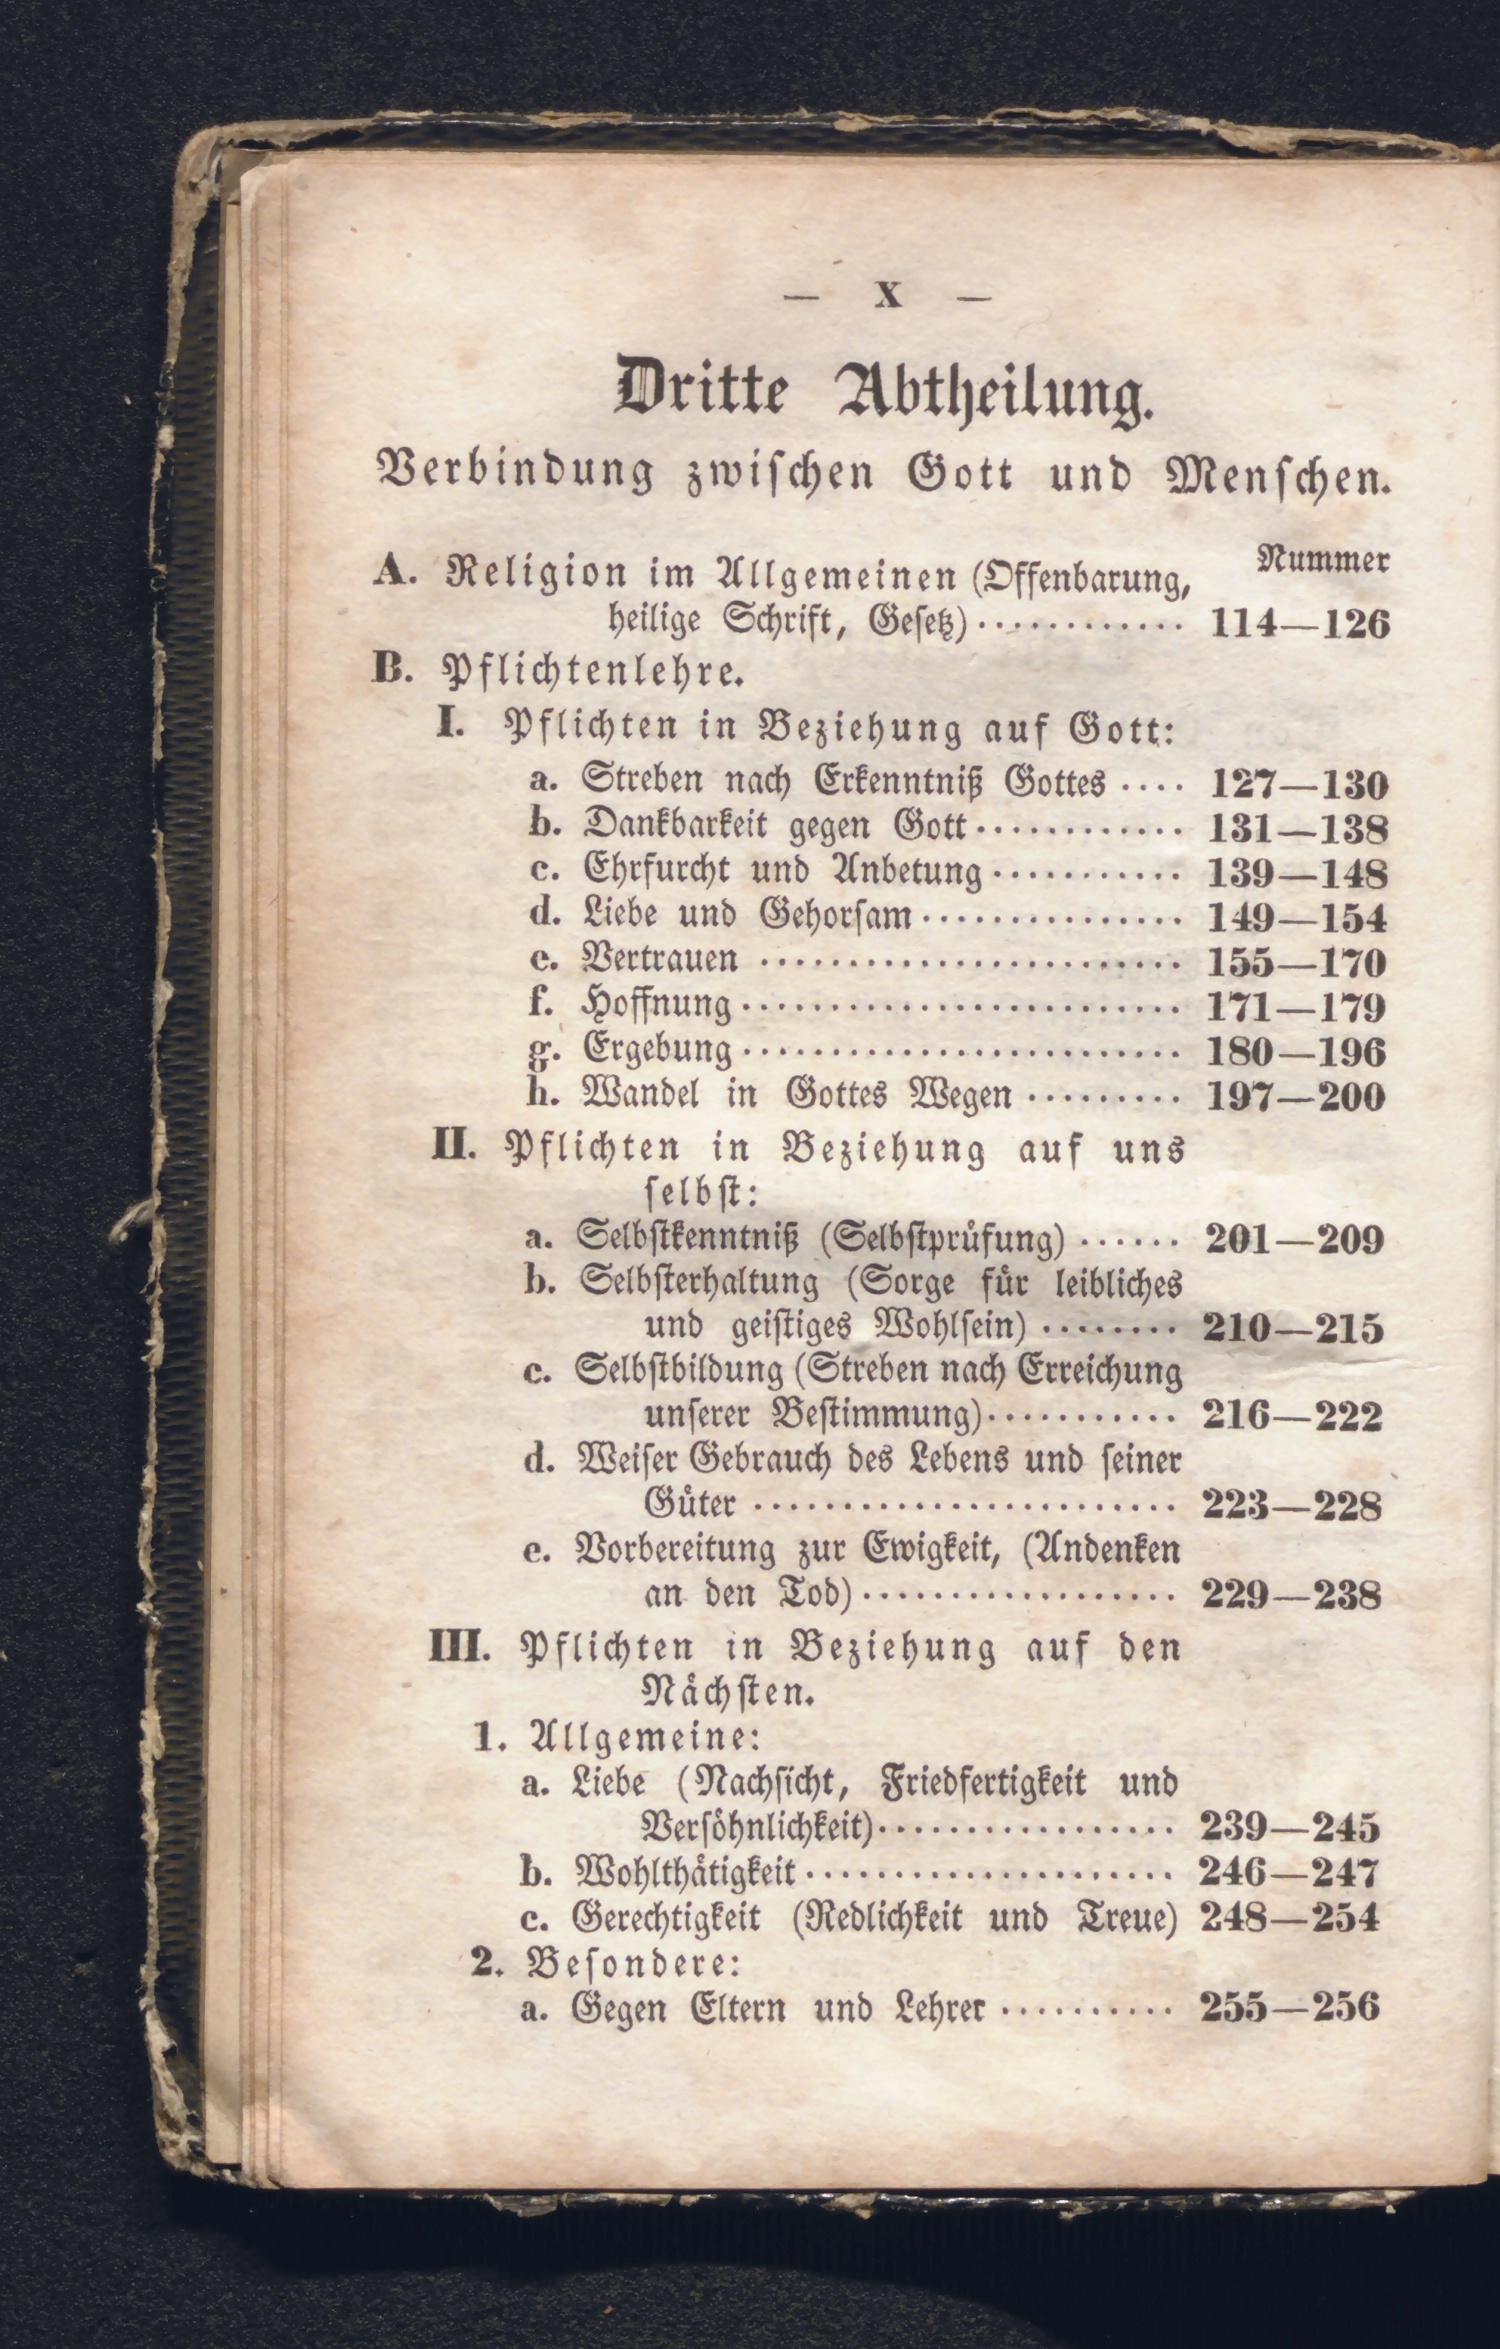 — X —
Dritte Abtheilung.
Verbindung zwischen Gott und Menschen.
Nummer
A. Religion im Allgemeinen (Offenbarung,
heilige Schrift, Gesetz) ············ 114—126
B. Pflichtenlehre.
I. Pflichten in Beziehung auf Gott:
a. Streben nach Erkenntniß Gottes ···· 127—130
b. Dankbarkeit gegen Gott ············ 131—138
c. Ehrfurcht und Anbetung ··········· 139—148
d. Liebe und Gehorsam ··············· 149—154
e. Vertrauen ························ 155—170
f. Hoffnung ························· 171—179
g. Ergebung ························· 180—196
h. Wandel in Gottes Wegen ········· 197—200
II. Pflichten in Beziehung auf uns
selbst:
a. Selbstkenntniß (Selbstprüfung) ······ 201—209
b. Selbsterhaltung (Sorge für leibliches
und geistiges Wohlsein) ········ 210—215
c. Selbstbildung (Streben nach Erreichung
unserer Bestimmung) ··········· 216—222
d. Weiser Gebrauch des Lebens und seiner
Güter ························ 223—228
e. Vorbereitung zur Ewigkeit, (Andenken
an den Tod) ·················· 229—238
III. Pflichten in Beziehung auf den
Nächsten.
1. Allgemeine:
a. Liebe (Nachsicht, Friedfertigkeit und
Versöhnlichkeit) ················· 239—245
b. Wohlthätigkeit ····················· 246—247
c. Gerechtigkeit (Redlichkeit und Treue) 248—254
2. Besondere:
a. Gegen Eltern und Lehrer ·········· 255—256